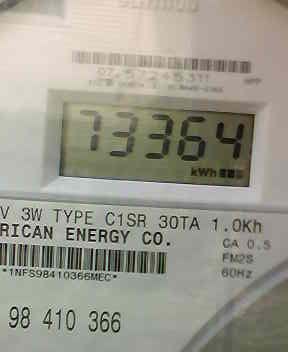 73364
kWh
V 3W TYPE C1SR 30TA 1.0Kh
RICAN ENERGY CO.
CA 0.5
FM2S
60Hz
*1NFS98410366MEC*
98 410 366